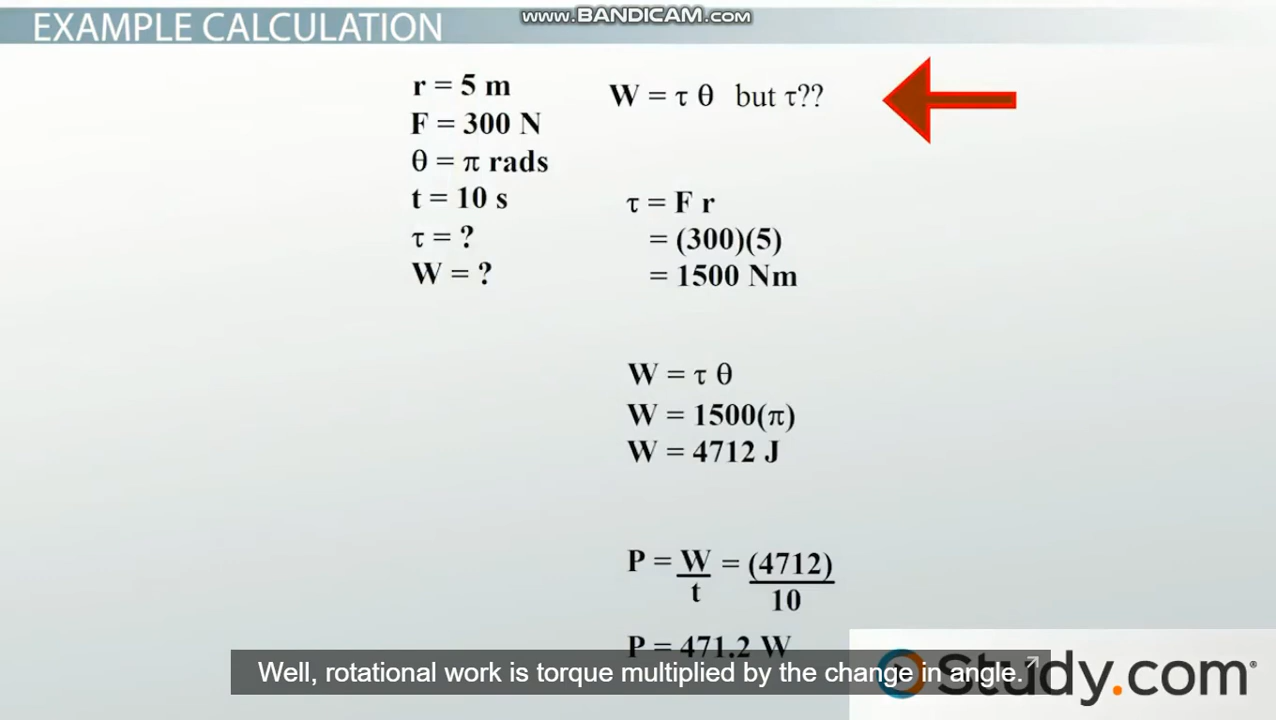 www.BANDICAM.com
EXAMPLE CALCULATION
r = 5 m
F = 300 N
θ = π rads
t = 10 s
τ = ?
W = ?
W = τ θ but τ??
τ = F r
= (300)(5)
= 1500 Nm
W = τ θ
W = 1500(π)
W = 4712 J
P = W/t = (4712)/10
P = 471.2 W
Well, rotational work is torque multiplied by the change in angle.
Study.com®